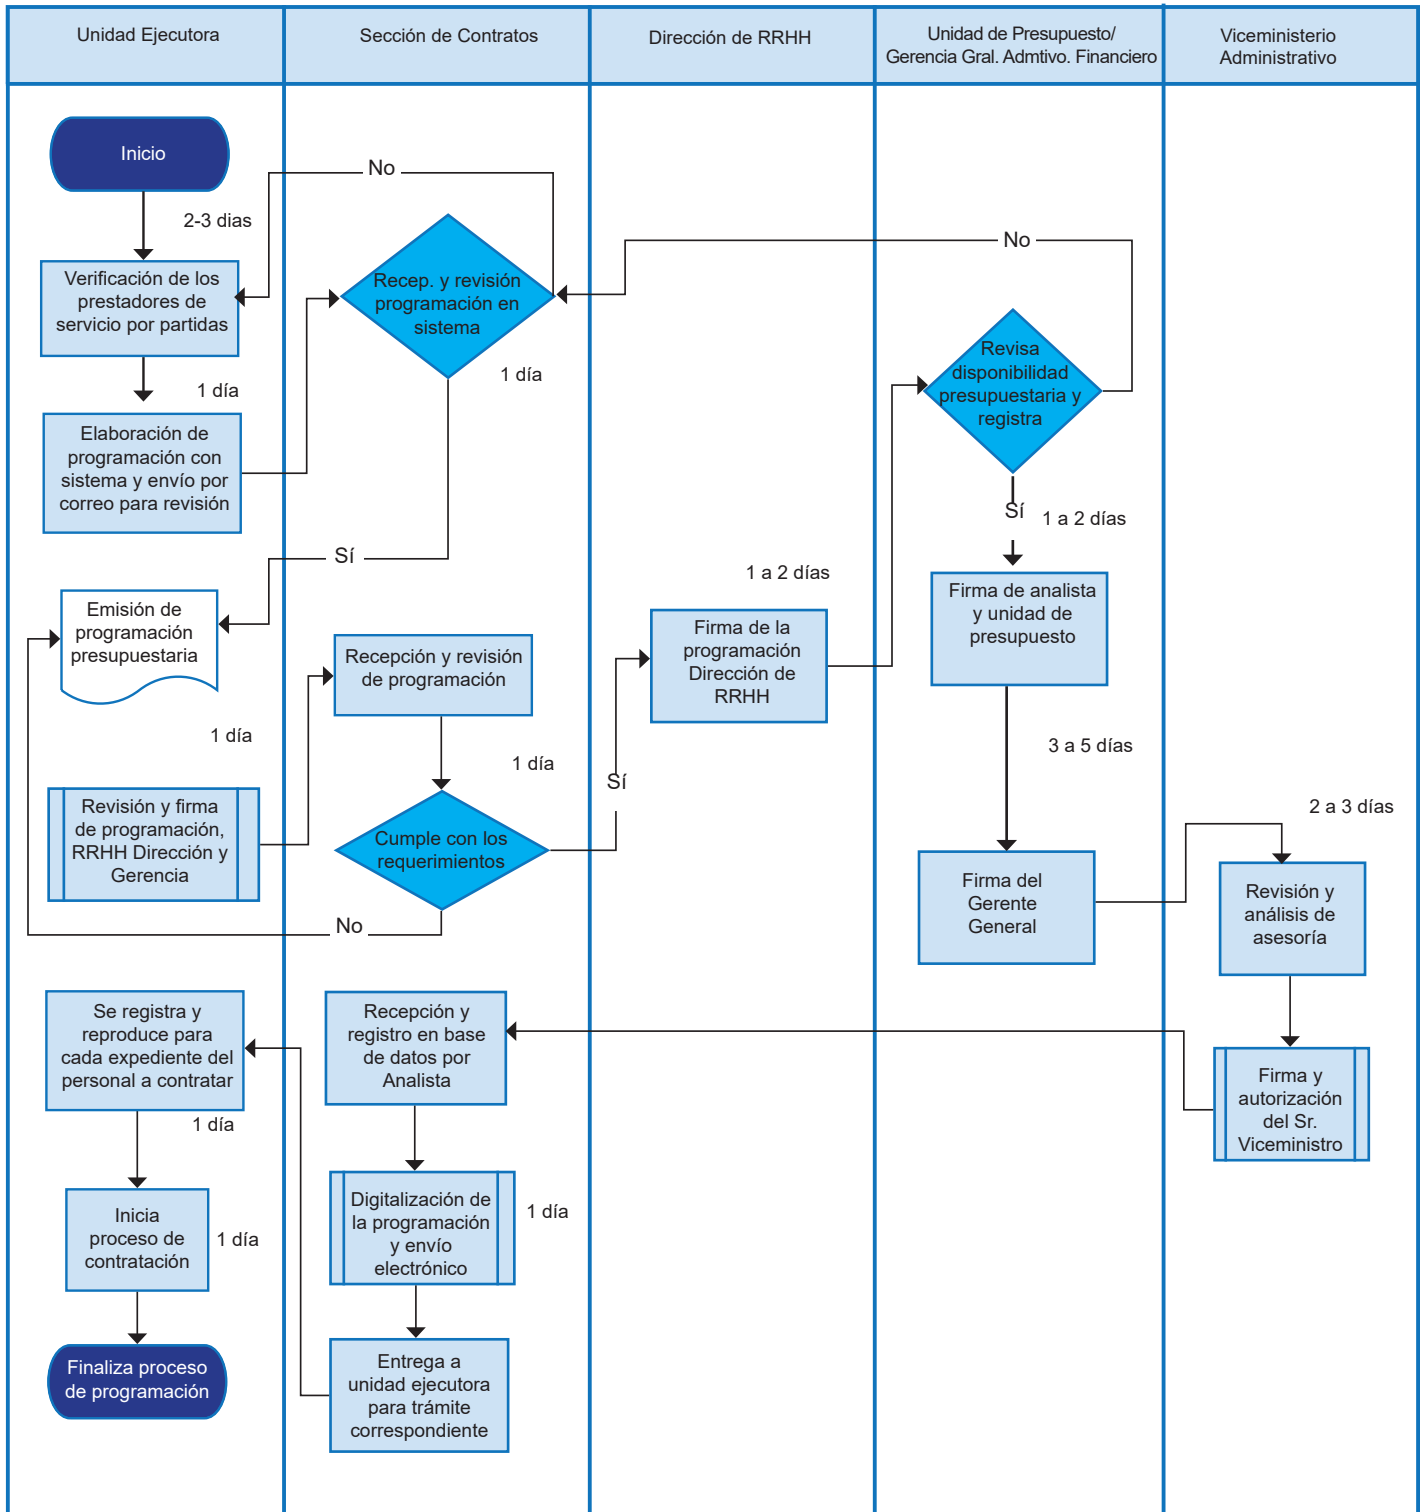 Unidad Ejecutora
Sección de Contratos
Dirección de RRHH
Unidad de Presupuesto/
Gerencia Gral. Admtivo. Financiero
Viceministerio
Administrativo
Inicio
2-3 dias
Verificación de los
prestadores de
servicio por partidas
1 día
Elaboración de
programación con
sistema y envío por
correo para revisión
No
Recep. y revisión
programación en
sistema
1 día
Sí
Emisión de
programación
presupuestaria
1 día
Revisión y firma
de programación,
RRHH Dirección y
Gerencia
Recepción y revisión
de programación
1 día
Cumple con los
requerimientos
No
Sí
1 a 2 días
Firma de la
programación
Dirección de
RRHH
No
Revisa
disponibilidad
presupuestaria y
registra
Sí
1 a 2 días
Firma de analista
y unidad de
presupuesto
3 a 5 días
Firma del
Gerente
General
2 a 3 días
Revisión y
análisis de
asesoría
Firma y
autorización
del Sr.
Viceministro
Recepción y
registro en base
de datos por
Analista
Digitalización de
la programación
y envío
electrónico
1 día
Entrega a
unidad ejecutora
para trámite
correspondiente
Se registra y
reproduce para
cada expediente del
personal a contratar
1 día
Inicia
proceso de
contratación
1 día
Finaliza proceso
de programación